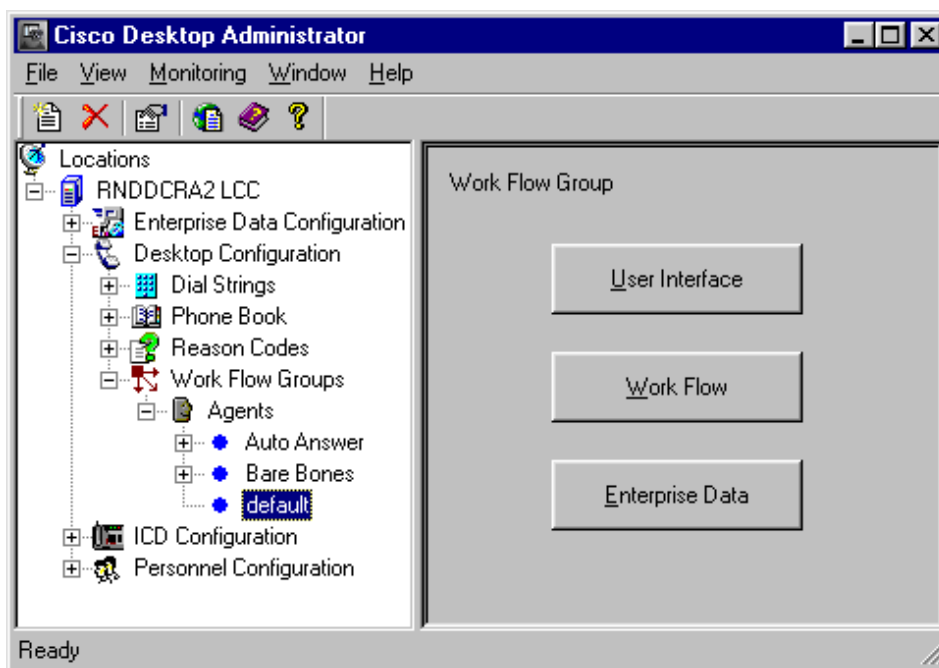 Cisco Desktop Administrator
File View Monitoring Window Help
Locations
RNDDCRA2 LCC
Enterprise Data Configuration
Desktop Configuration
Dial Strings
Phone Book
Reason Codes
Work Flow Groups
Agents
Auto Answer
Bare Bones
default
ICD Configuration
Personnel Configuration
Work Flow Group
User Interface
Work Flow
Enterprise Data
Ready